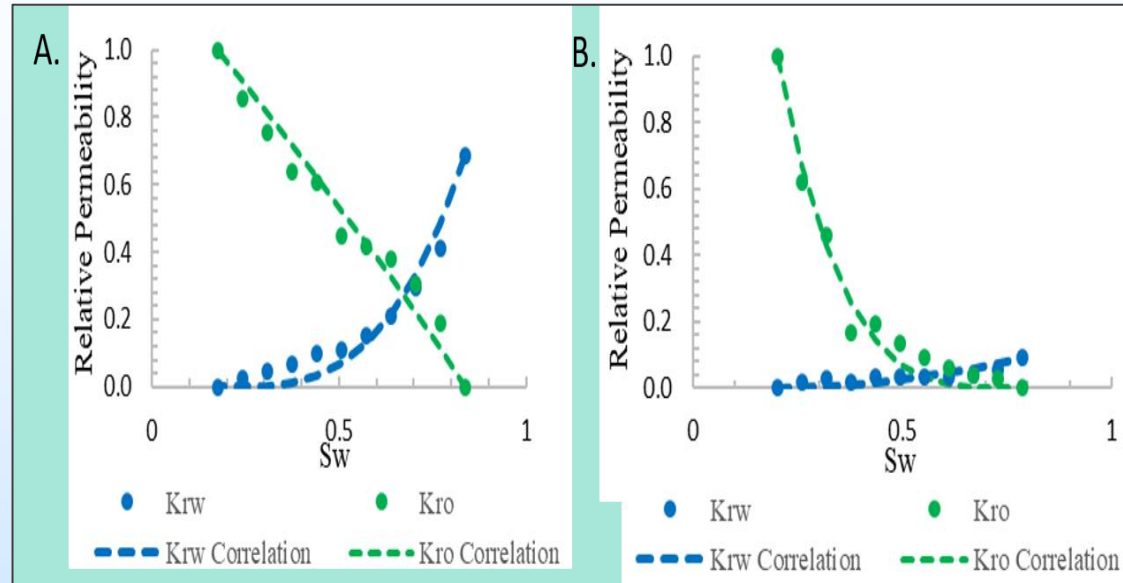 A.
Relative Permeability
1.0
0.8
0.6
0.4
0.2
0.0
0
0.5
1
Sw
Krw
Kro
Krw Correlation
Kro Correlation
B.
Relative Permeability
1.0
0.8
0.6
0.4
0.2
0.0
0
0.5
1
Sw
Krw
Kro
Krw Correlation
Kro Correlation